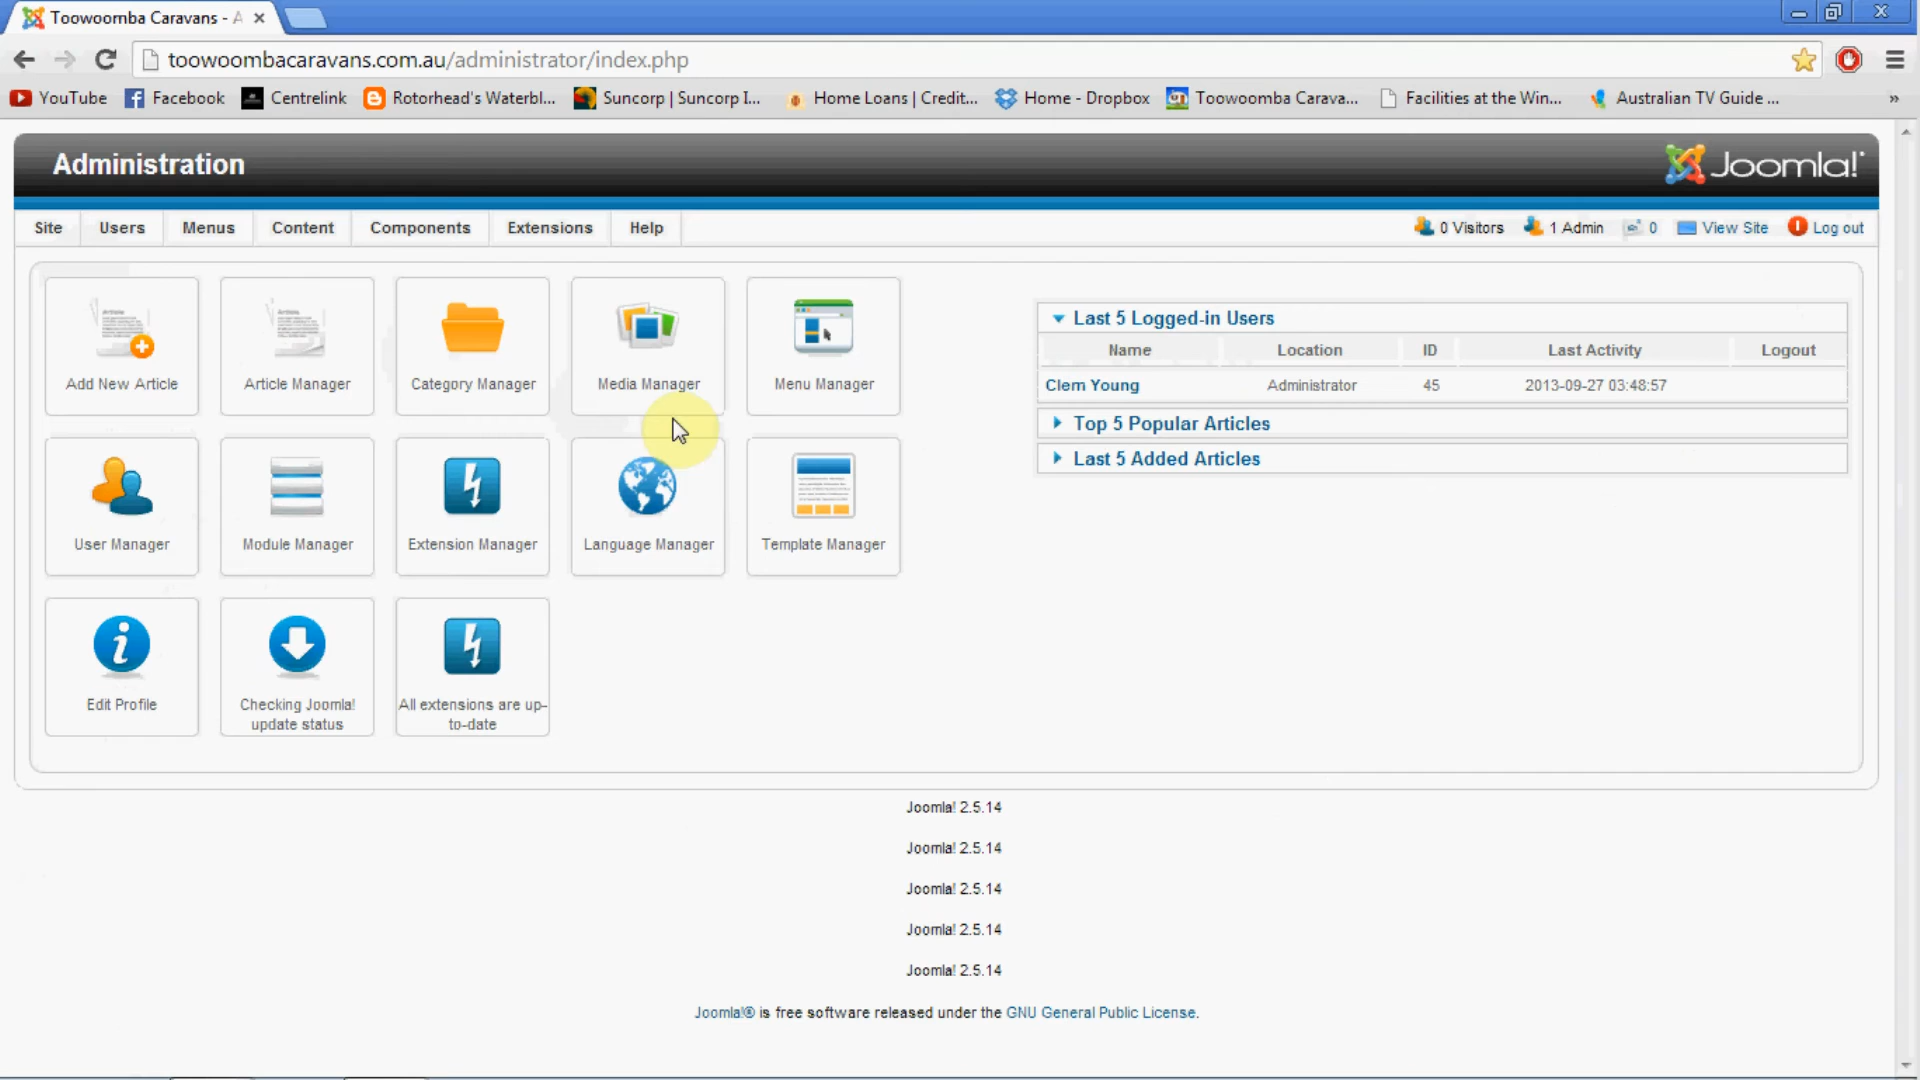 Toowoomba Caravans - A
toowoombacaravans.com.au/administrator/index.php
YouTube Facebook Centrelink Rotorhead's Waterbl... Suncorp | Suncorp I... Home Loans | Credit... Home - Dropbox Toowoomba Carava... Facilities at the Win... Australian TV Guide ... »
Administration
Joomla!
Site Users Menus Content Components Extensions Help
0 Visitors 1 Admin 0 View Site Log out
Add New Article
Article Manager
Category Manager
Media Manager
Menu Manager
User Manager
Module Manager
Extension Manager
Language Manager
Template Manager
Edit Profile
Checking Joomla!
update status
All extensions are up-
to-date
Last 5 Logged-in Users
Name Location ID Last Activity Logout
Clem Young Administrator 45 2013-09-27 03:48:57
Top 5 Popular Articles
Last 5 Added Articles
Joomla! 2.5.14
Joomla! 2.5.14
Joomla! 2.5.14
Joomla! 2.5.14
Joomla! 2.5.14
Joomla!® is free software released under the GNU General Public License.